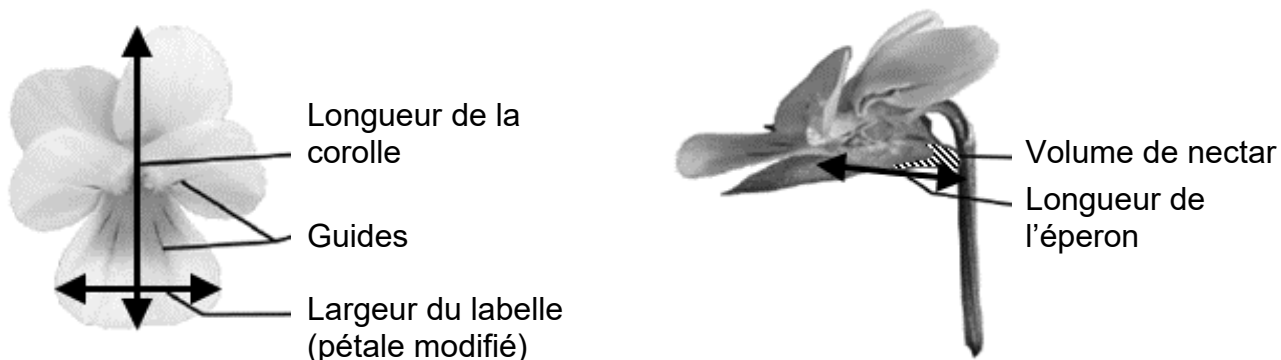 Longueur de la
corolle
Guides
Largeur du labelle
(pétale modifié)
Volume de nectar
Longueur de
l’éperon